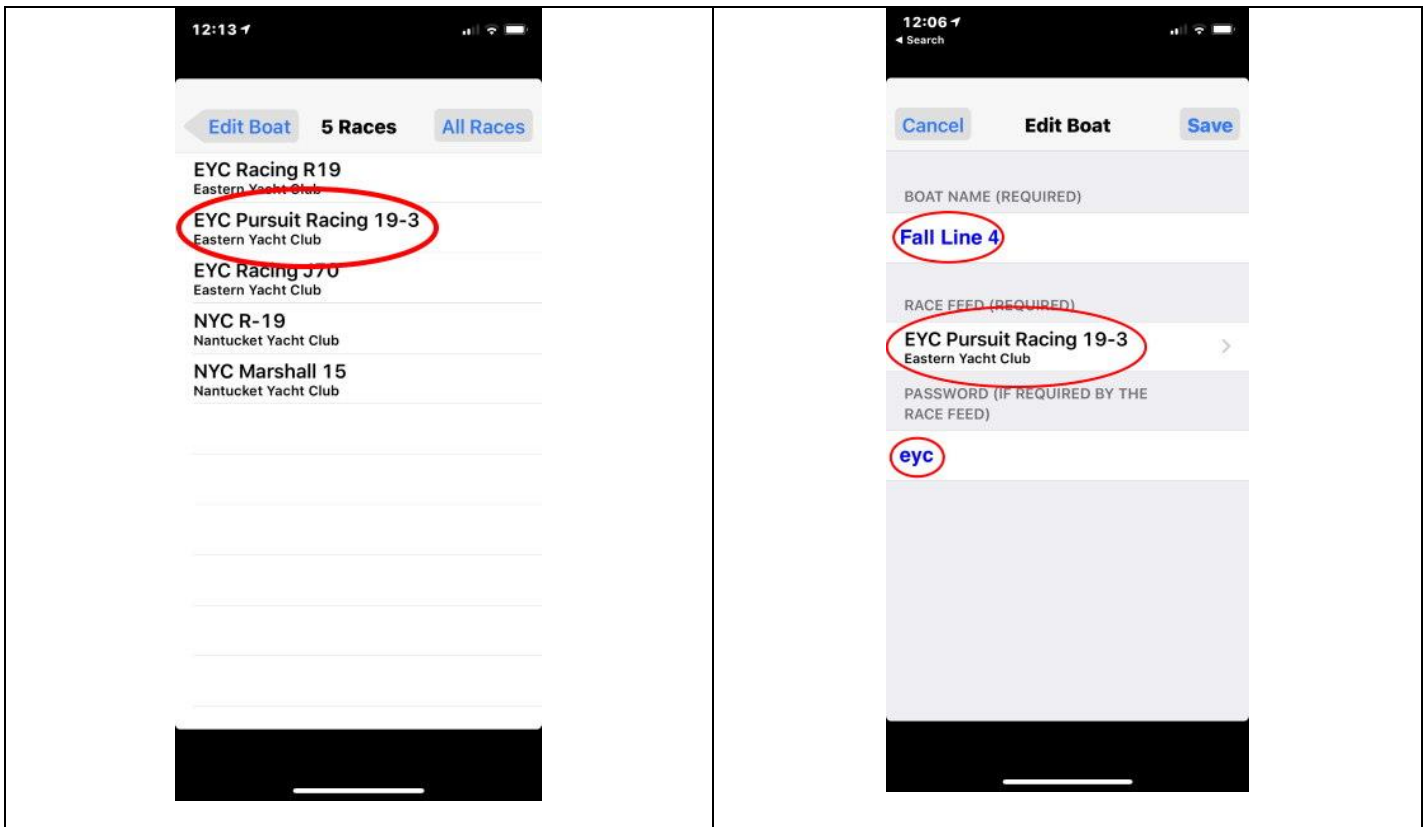 12:13
Edit Boat 5 Races All Races
EYC Racing R19
Eastern Yacht Club
EYC Pursuit Racing 19-3
Eastern Yacht Club
EYC Racing J70
Eastern Yacht Club
NYC R-19
Nantucket Yacht Club
NYC Marshall 15
Nantucket Yacht Club
12:06
Search
Cancel Edit Boat Save
BOAT NAME (REQUIRED)
Fall Line 4
RACE FEED (REQUIRED)
EYC Pursuit Racing 19-3
Eastern Yacht Club
PASSWORD (IF REQUIRED BY THE
RACE FEED)
eyc